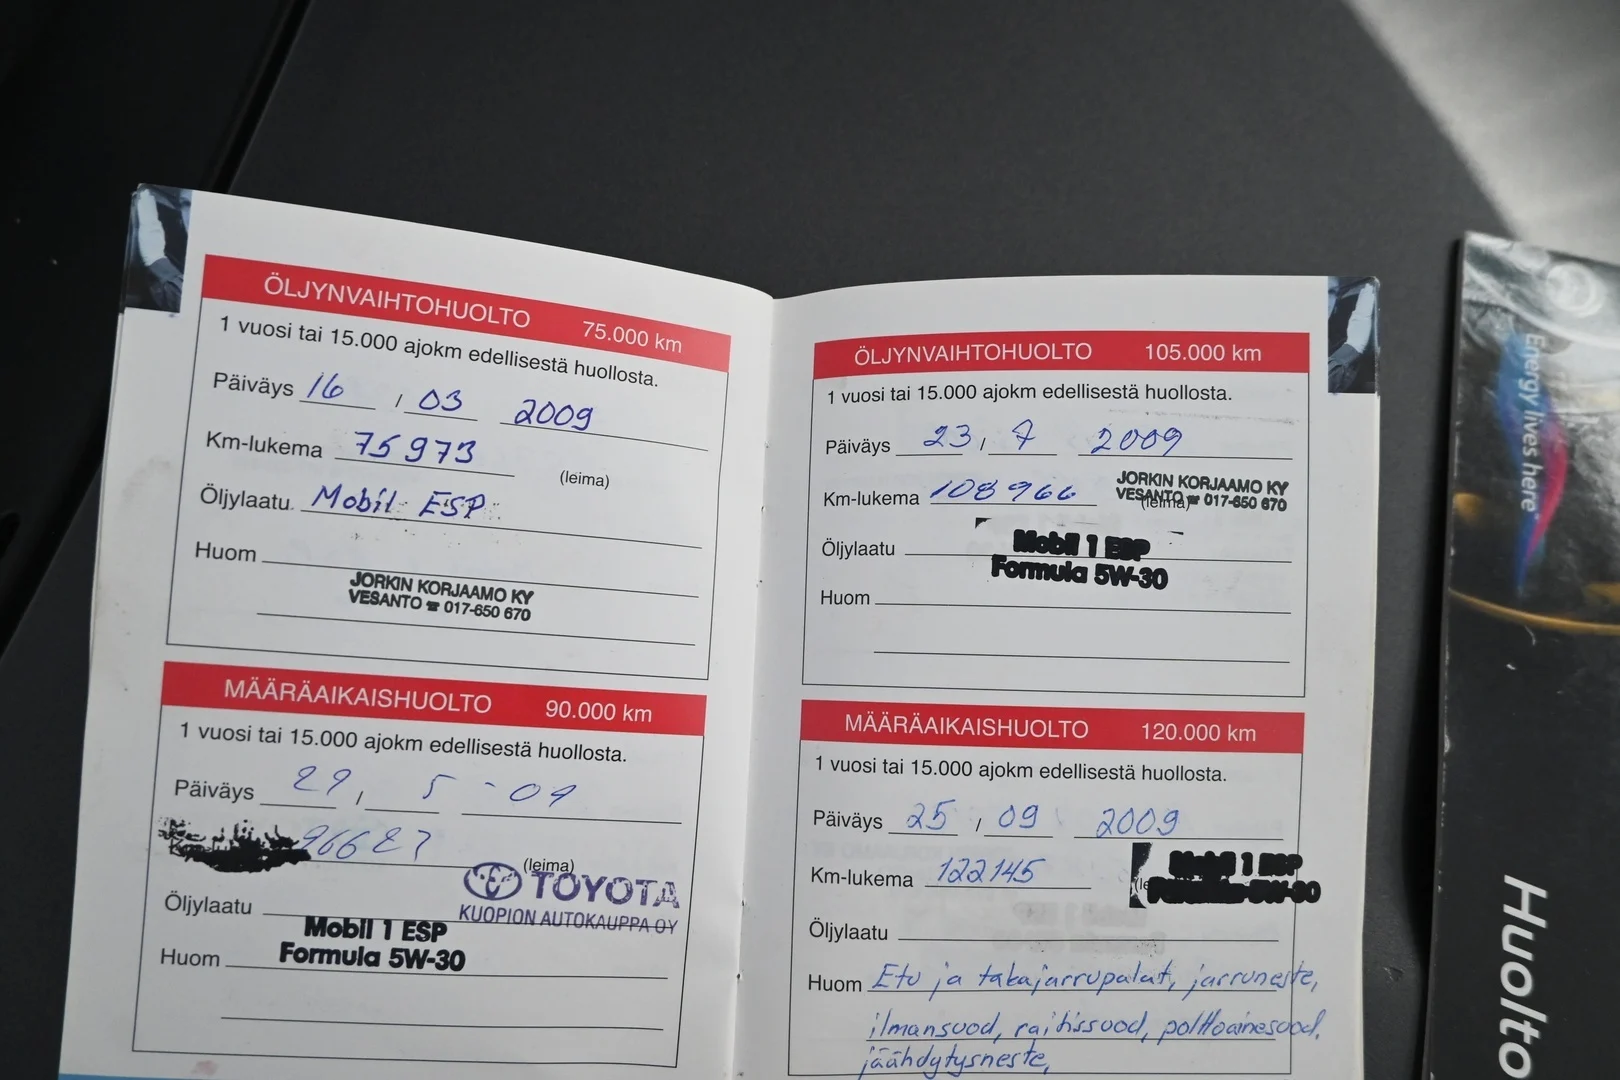 ÖLJYNVAIHTOHUOLTO 75.000 km
1 vuosi tai 15.000 ajokm edellisestä huollosta.
Päiväys 16 / 03 2009
Km-lukema 75973
(leima)
Öljylaatu Mobil ESP
Huom
JORKIN KORJAAMO KY
VESANTO ☎ 017-650 670
MÄÄRÄAIKAISHUOLTO 90.000 km
1 vuosi tai 15.000 ajokm edellisestä huollosta.
Päiväys 29 / 5 -09
96627
(leima)
TOYOTA
KUOPION AUTOKAUPPA OY
Öljylaatu
Mobil 1 ESP
Formula 5W-30
Huom
ÖLJYNVAIHTOHUOLTO 105.000 km
1 vuosi tai 15.000 ajokm edellisestä huollosta.
Päiväys 23 / 7 2009
Km-lukema 108966
JORKIN KORJAAMO KY
VESANTO ☎ 017-650 670
(leima)
Öljylaatu Mobil 1 ESP
Formula 5W-30
Huom
MÄÄRÄAIKAISHUOLTO 120.000 km
1 vuosi tai 15.000 ajokm edellisestä huollosta.
Päiväys 25 / 09 2009
Km-lukema 122145
Mobil 1 ESP
Öljylaatu
Huom Etu ja takajarrupalat, jarruneste,
ilmansuod, raitissuod, polttoainesuod.
jäähdytysneste,
Energy lives here
Huolto